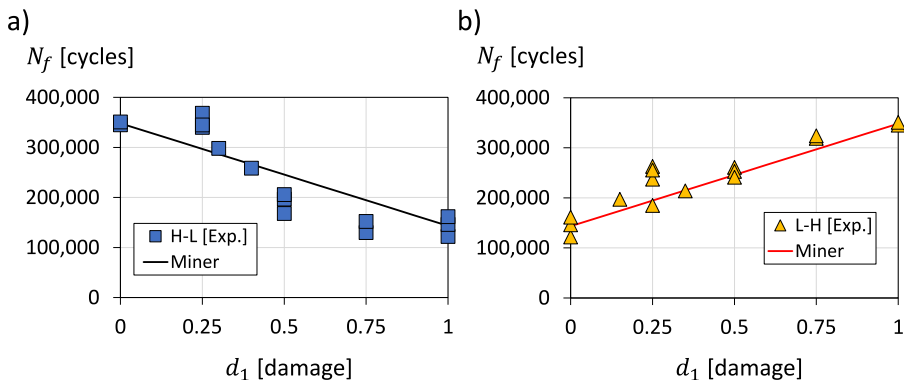 a)
N_f [cycles]
400,000
300,000
200,000
100,000
0
H-L [Exp.]
Miner
0 0.25 0.5 0.75 1
d_1 [damage]
b)
N_f [cycles]
400,000
300,000
200,000
100,000
0
L-H [Exp.]
Miner
0 0.25 0.5 0.75 1
d_1 [damage]